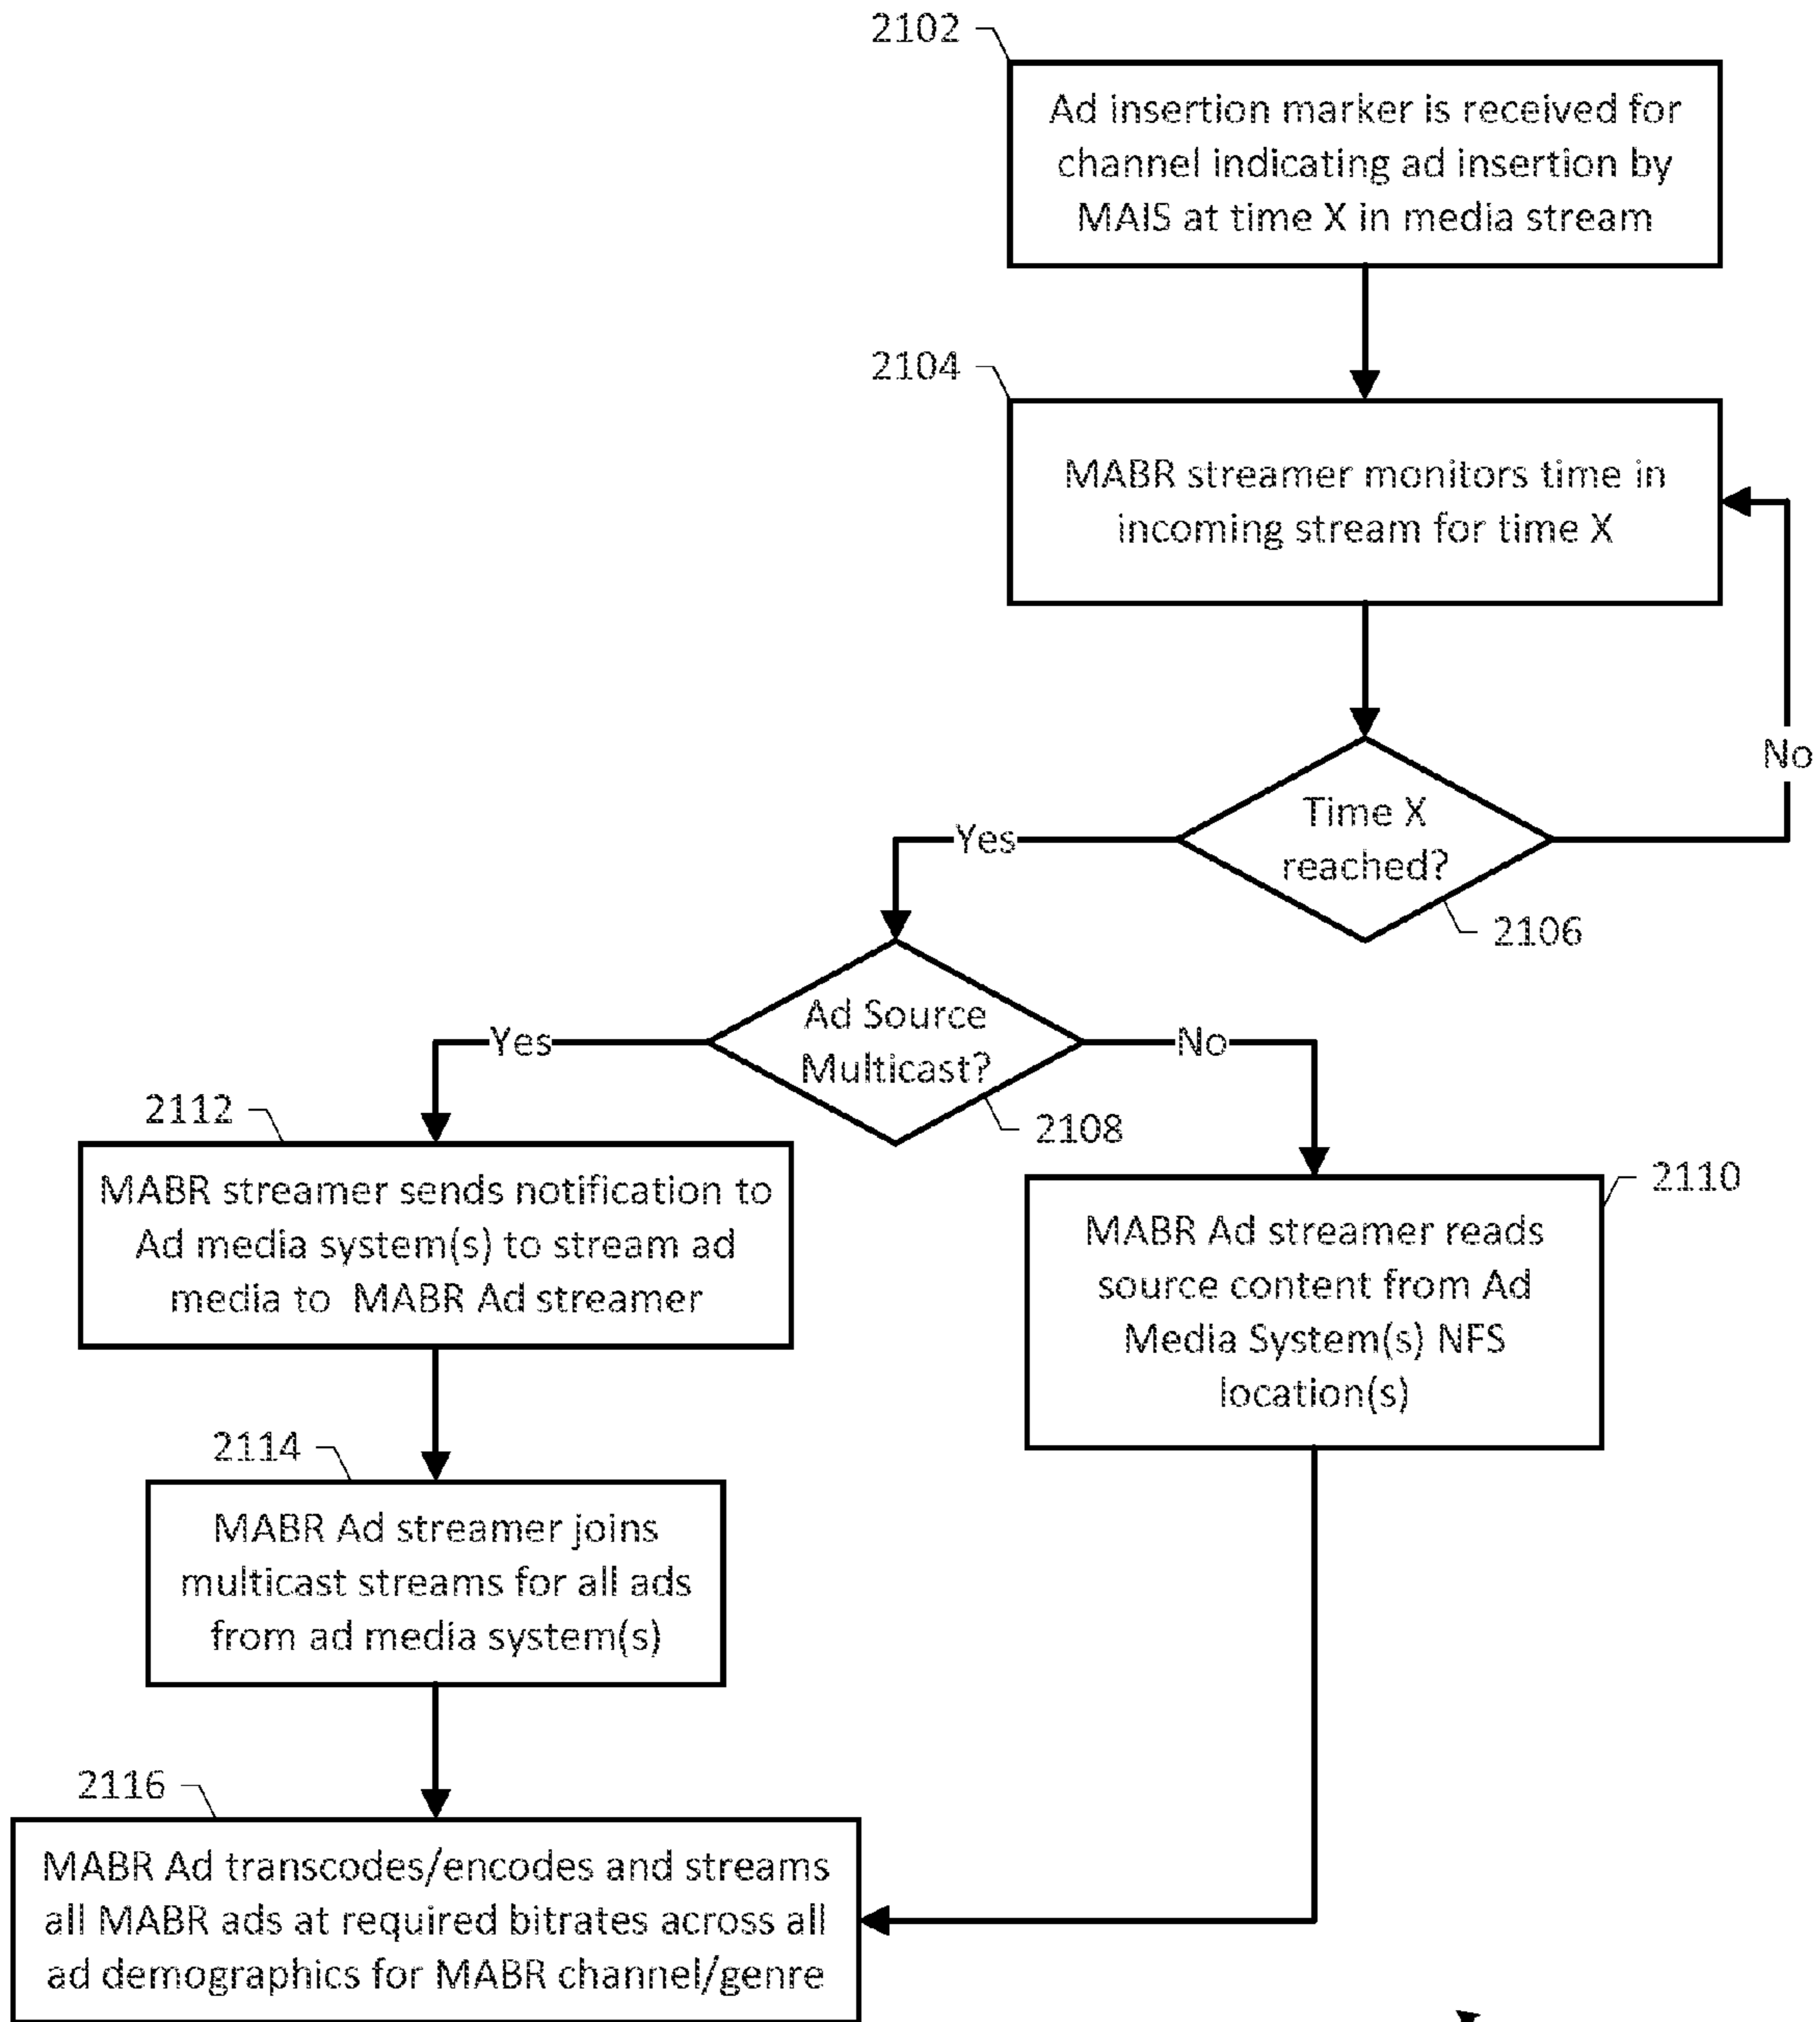 2102
Ad insertion marker is received for
channel indicating ad insertion by
MAIS at time X in media stream
2104
MABR streamer monitors time in
incoming stream for time X
No
Time X
reached?
Yes
2106
Ad Source
Multicast?
Yes
No
2108
2112
MABR streamer sends notification to
Ad media system(s) to stream ad
media to MABR Ad streamer
2110
MABR Ad streamer reads
source content from Ad
Media System(s) NFS
location(s)
2114
MABR Ad streamer joins
multicast streams for all ads
from ad media system(s)
2116
MABR Ad transcodes/encodes and streams
all MABR ads at required bitrates across all
ad demographics for MABR channel/genre